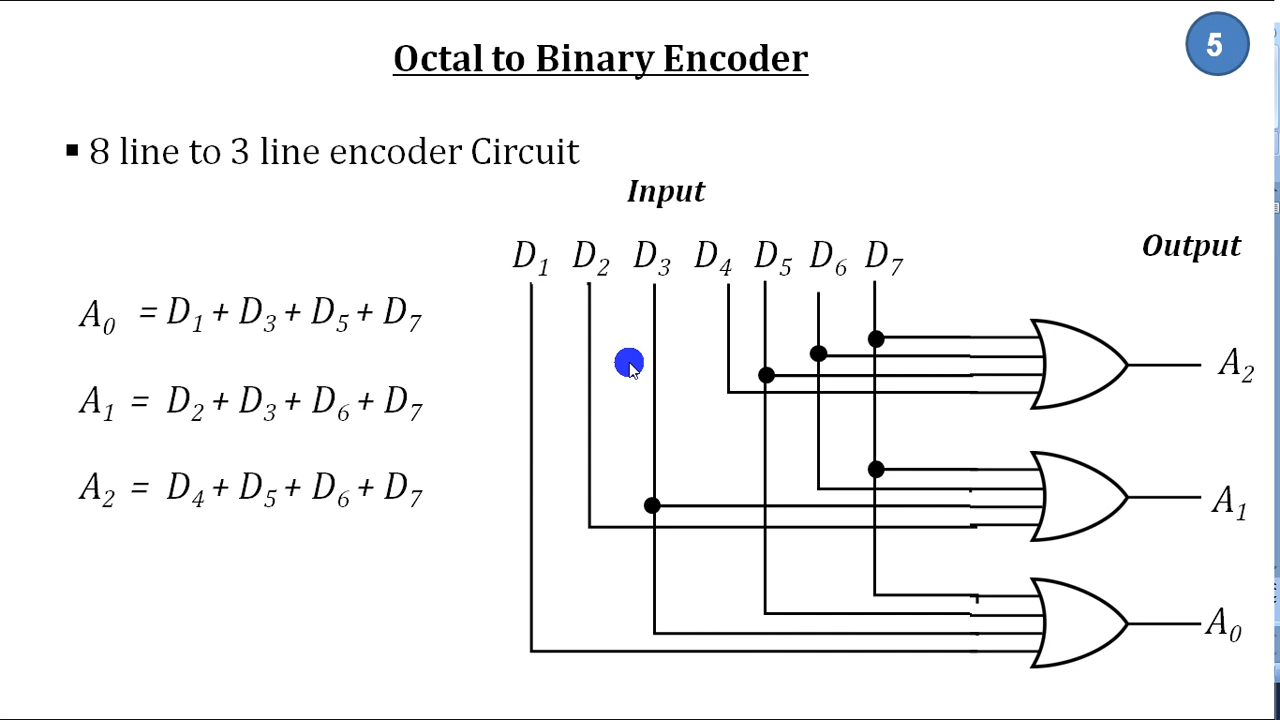 Octal to Binary Encoder
5
▪ 8 line to 3 line encoder Circuit
Input
Output
D₁ D₂ D₃ D₄ D₅ D₆ D₇
A₀ = D₁ + D₃ + D₅ + D₇
A₁ = D₂ + D₃ + D₆ + D₇
A₂ = D₄ + D₅ + D₆ + D₇
A₂
A₁
A₀